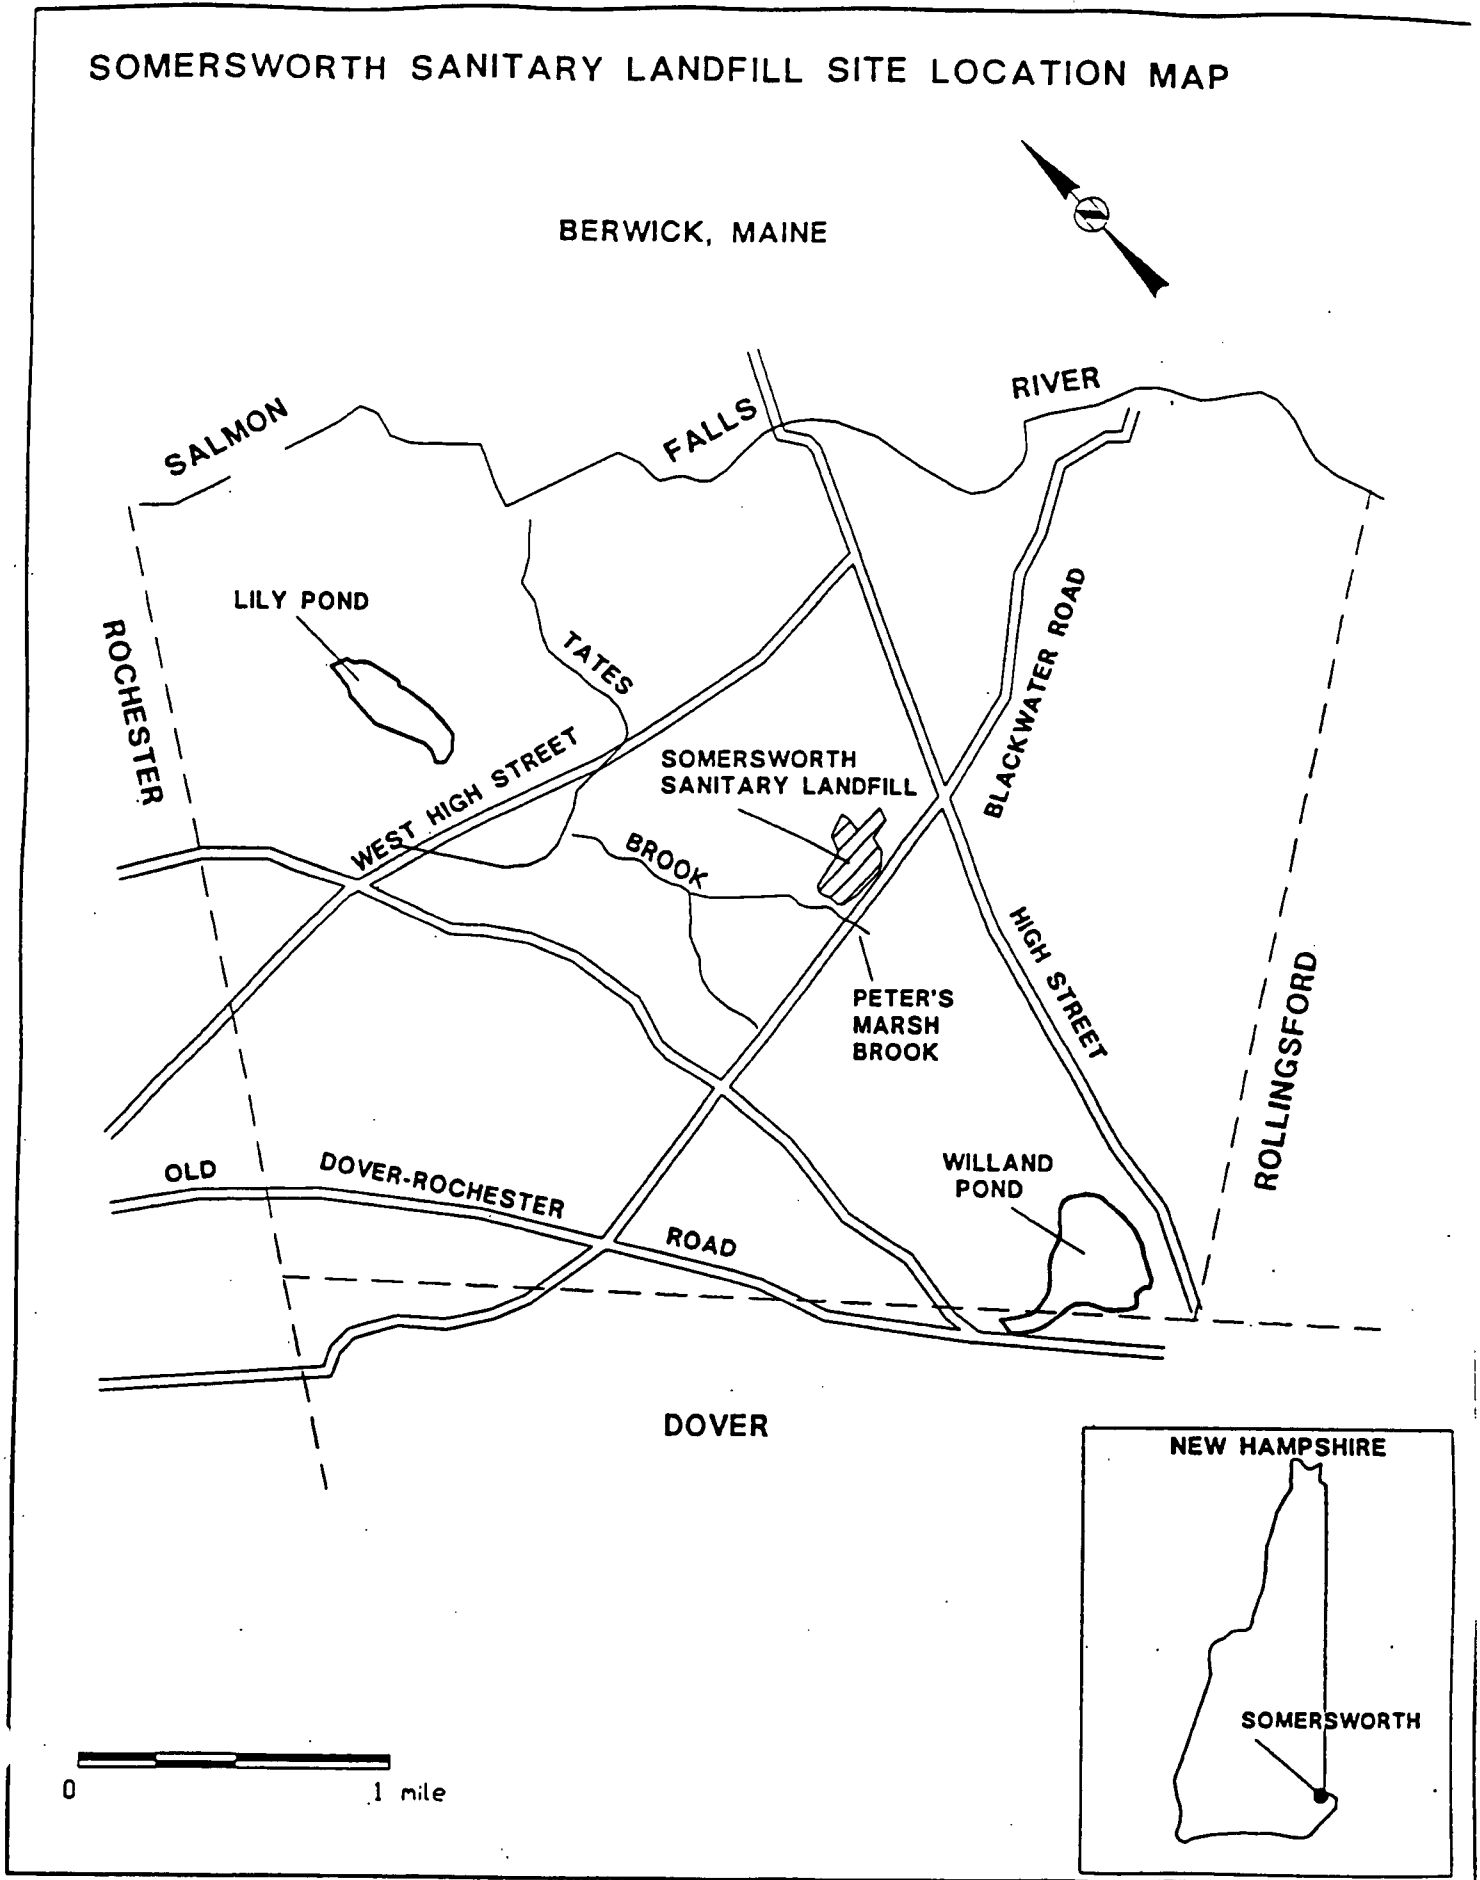 SOMERSWORTH SANITARY LANDFILL SITE LOCATION MAP
BERWICK, MAINE
SALMON
FALLS
RIVER
LILY POND
ROCHESTER
TATES
BLACKWATER ROAD
WEST HIGH STREET
SOMERSWORTH
SANITARY LANDFILL
BROOK
HIGH STREET
PETER'S
MARSH
BROOK
ROLLINGSFORD
OLD
DOVER-ROCHESTER
ROAD
WILLAND
POND
DOVER
NEW HAMPSHIRE
SOMERSWORTH
0
1 mile